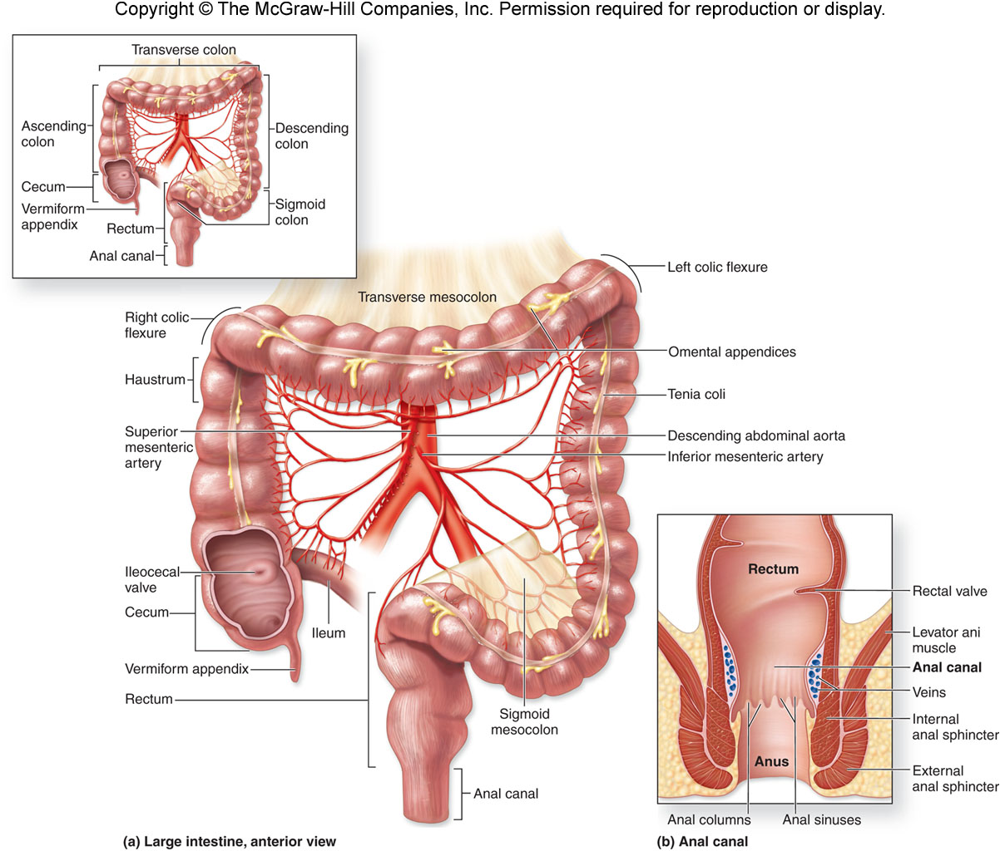 Copyright © The McGraw-Hill Companies, Inc. Permission required for reproduction or display.
Transverse colon
Ascending
colon
Descending
colon
Cecum
Vermiform
appendix
Sigmoid
colon
Rectum
Anal canal
Left colic flexure
Transverse mesocolon
Right colic
flexure
Omental appendices
Haustrum
Tenia coli
Superior
mesenteric
artery
Descending abdominal aorta
Inferior mesenteric artery
Ileocecal
valve
Cecum
Ileum
Vermiform appendix
Rectum
Sigmoid
mesocolon
Anal canal
(a) Large intestine, anterior view
Rectum
Rectal valve
Levator ani
muscle
Anal canal
Veins
Internal
anal sphincter
Anus
External
anal sphincter
Anal columns
Anal sinuses
(b) Anal canal